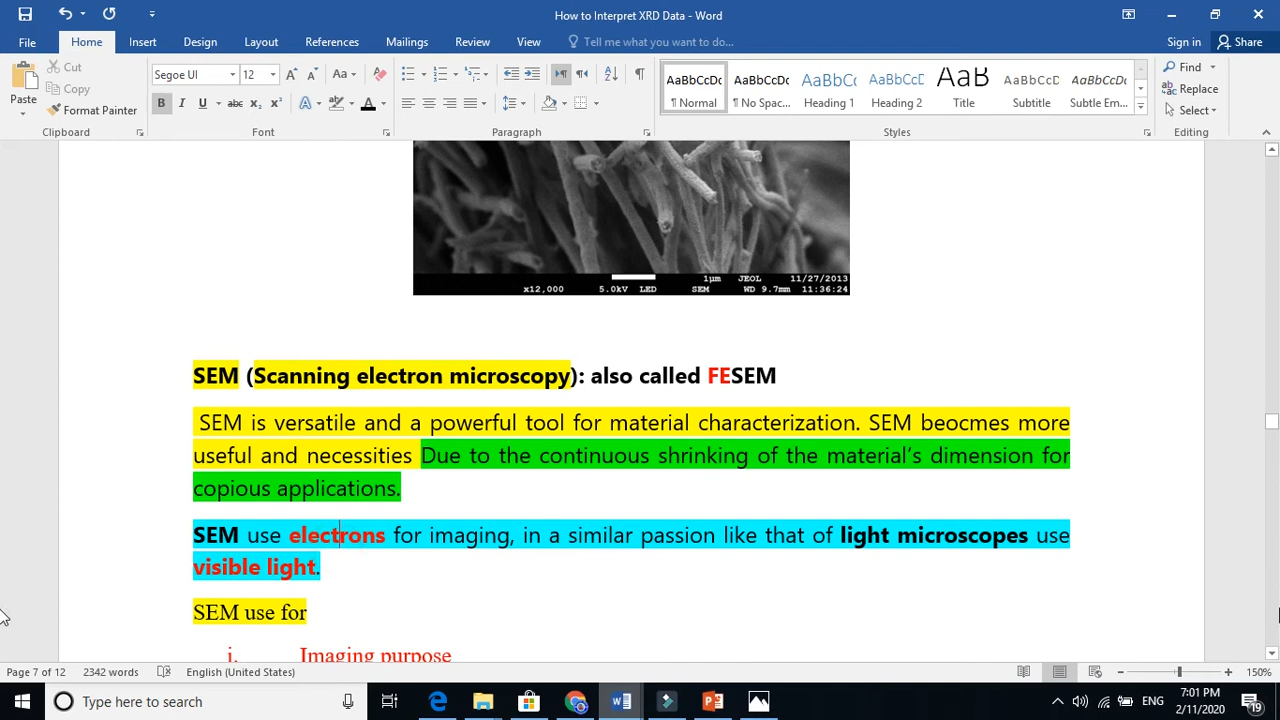 How to Interpret XRD Data - Word
File Home Insert Design Layout References Mailings Review View Tell me what you want to do... Sign in Share
Paste Cut Copy Format Painter
Segoe UI 12
AaBbCcDc AaBbCcDc AaBbCc AaBbCcD AaB AaBbCcDc AaBbCcDc
¶ Normal ¶ No Spac... Heading 1 Heading 2 Title Subtitle Subtle Em...
Find Replace Select
Clipboard Font Paragraph Styles Editing
1µm JEOL 11/27/2013
x12,000 5.0kV LED SEM WD 9.7mm 11:36:24
SEM (Scanning electron microscopy): also called FESEM
SEM is versatile and a powerful tool for material characterization. SEM beocmes more
useful and necessities Due to the continuous shrinking of the material’s dimension for
copious applications.
SEM use electrons for imaging, in a similar passion like that of light microscopes use
visible light.
SEM use for
i. Imaging purpose
Page 7 of 12 2342 words English (United States) 150%
Type here to search
ENG 7:01 PM 2/11/2020 19